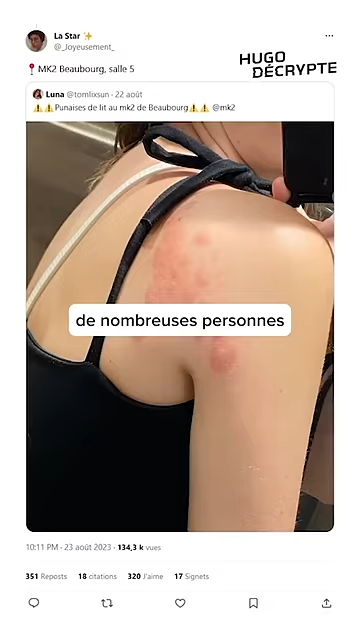 La Star ✨
@_Joyeusement_
...
📍MK2 Beaubourg, salle 5
HUGO
DÉCRYPTE
Luna @tomlixsun · 22 août
⚠️⚠️Punaises de lit au mk2 de Beaubourg⚠️⚠️ @mk2
de nombreuses personnes
10:11 PM · 23 août 2023 · 134,3 k vues
351 Reposts 18 citations 320 J'aime 17 Signets